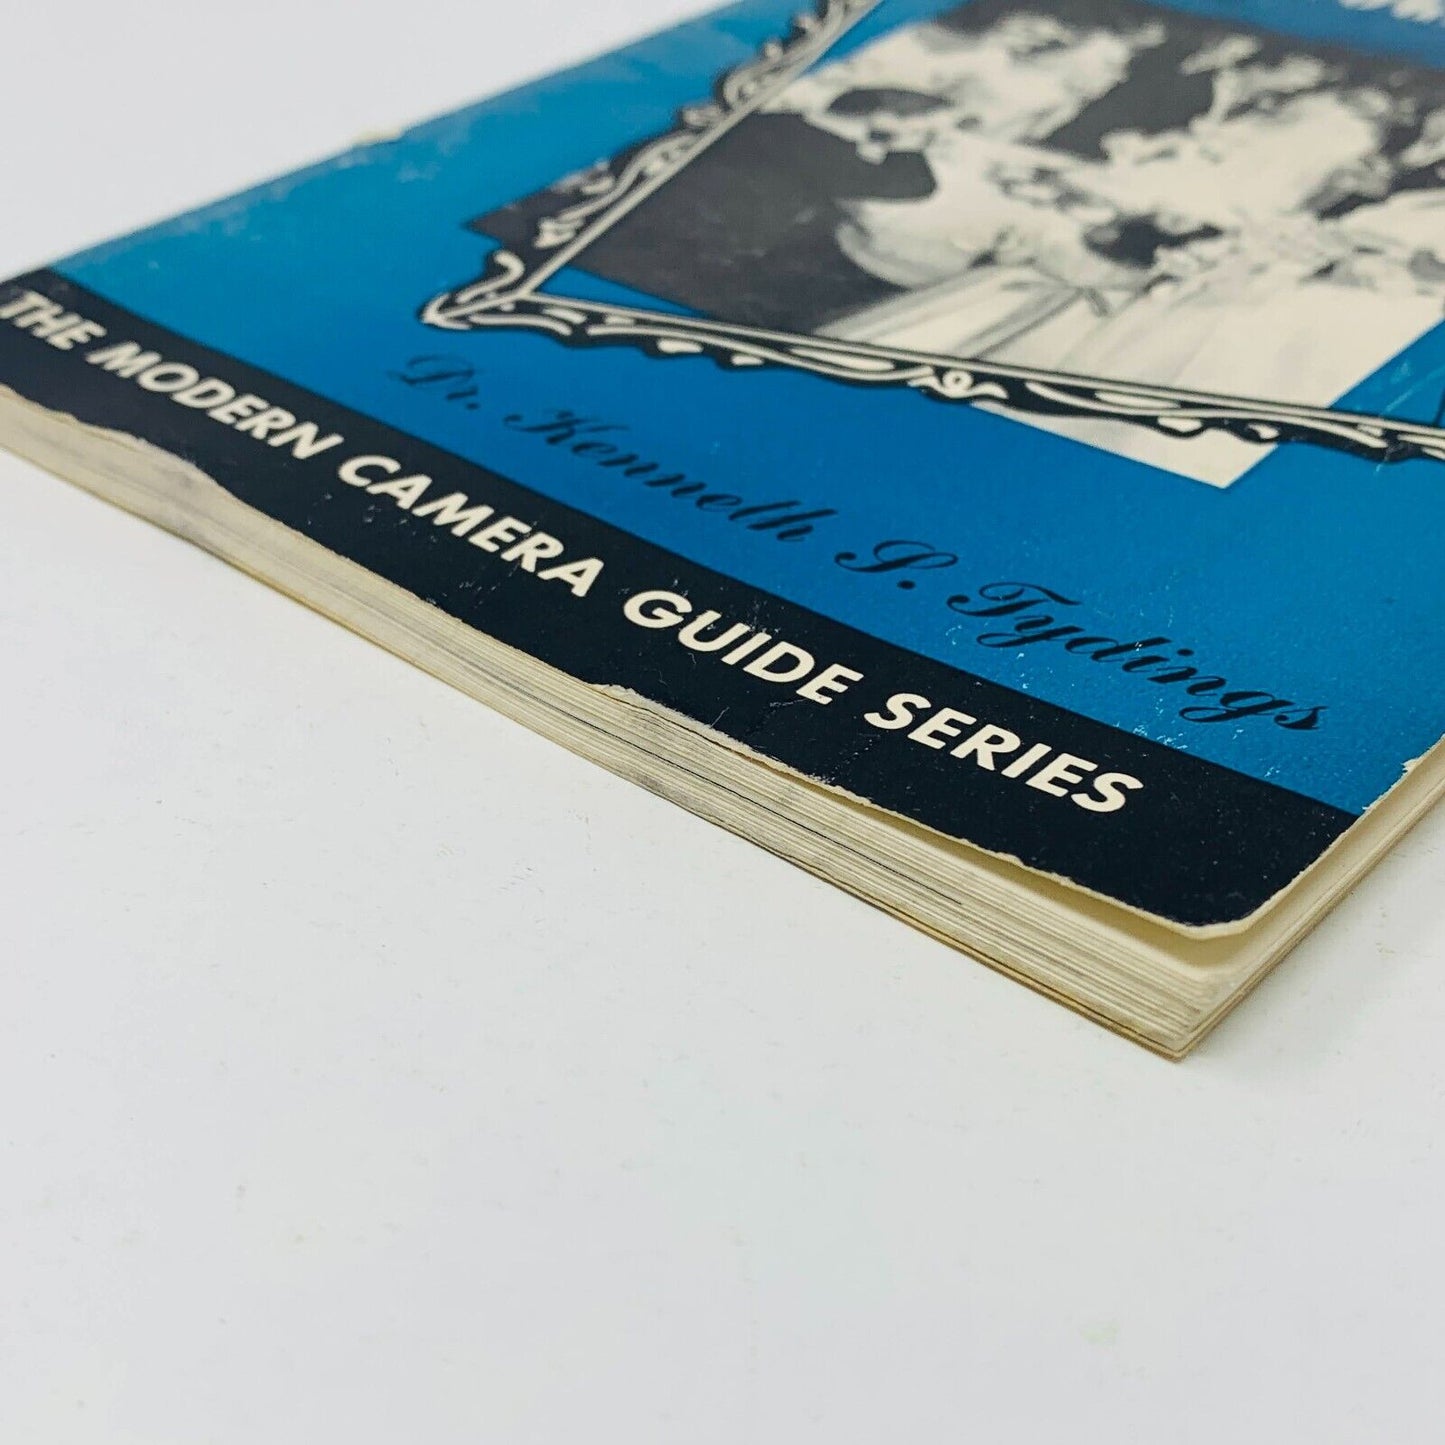 Dr. Kenneth S. Tydings
THE MODERN CAMERA GUIDE SERIES